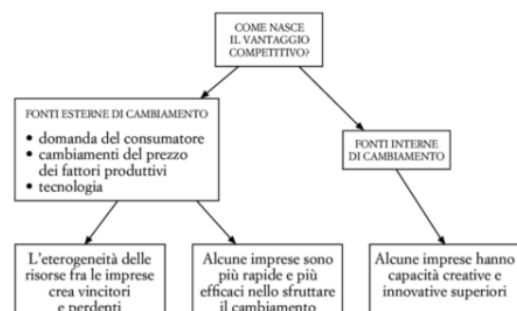 COME NASCE
IL VANTAGGIO
COMPETITIVO?
FONTI ESTERNE DI CAMBIAMENTO
• domanda del consumatore
• cambiamenti del prezzo
dei fattori produttivi
• tecnologia
FONTI INTERNE
DI CAMBIAMENTO
L'eterogeneità delle
risorse fra le imprese
crea vincitori
e perdenti
Alcune imprese sono
più rapide e più
efficaci nello sfruttare
il cambiamento
Alcune imprese hanno
capacità creative e
innovative superiori